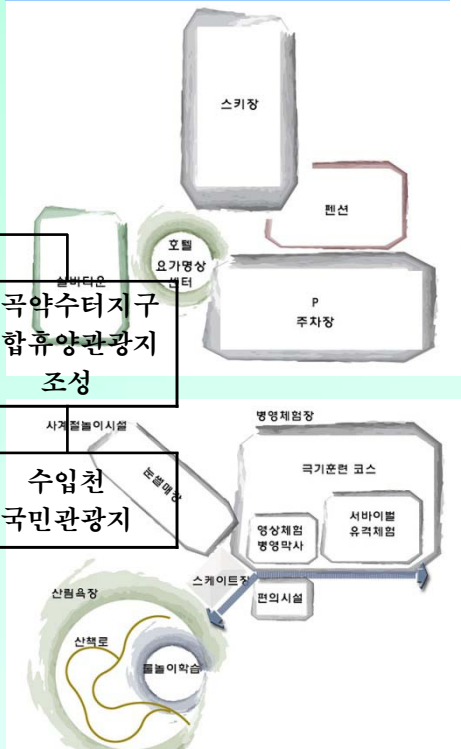 스키장
펜션
호텔
요가명상
센터
실버타운
P
주차장
곡약수터지구
합휴양관광지
조성
사계절놀이시설
병영체험장
눈썰매장
극기훈련 코스
수입천
국민관광지
영상체험
병영막사
서바이벌
유격체험
스케이트장
편의시설
산림욕장
산책로
물놀이학습